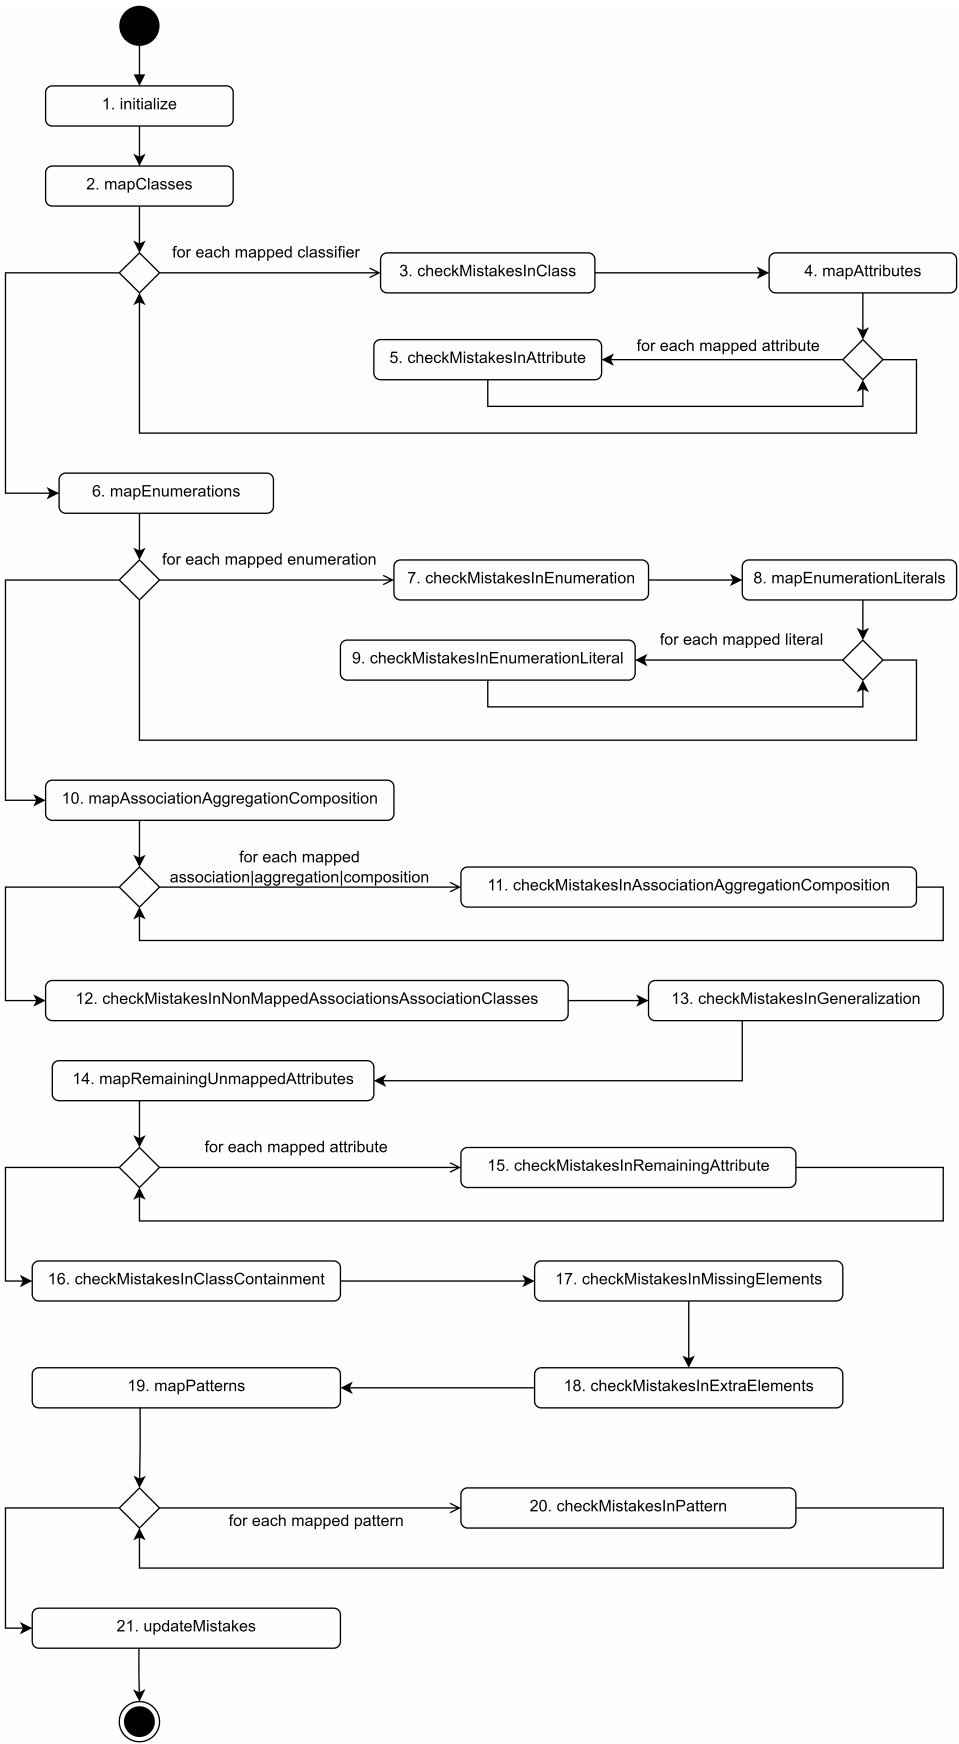 1. initialize
2. mapClasses
for each mapped classifier
3. checkMistakesInClass
4. mapAttributes
for each mapped attribute
5. checkMistakesInAttribute
6. mapEnumerations
for each mapped enumeration
7. checkMistakesInEnumeration
8. mapEnumerationLiterals
for each mapped literal
9. checkMistakesInEnumerationLiteral
10. mapAssociationAggregationComposition
for each mapped
association|aggregation|composition
11. checkMistakesInAssociationAggregationComposition
12. checkMistakesInNonMappedAssociationsAssociationClasses
13. checkMistakesInGeneralization
14. mapRemainingUnmappedAttributes
for each mapped attribute
15. checkMistakesInRemainingAttribute
16. checkMistakesInClassContainment
17. checkMistakesInMissingElements
18. checkMistakesInExtraElements
19. mapPatterns
for each mapped pattern
20. checkMistakesInPattern
21. updateMistakes